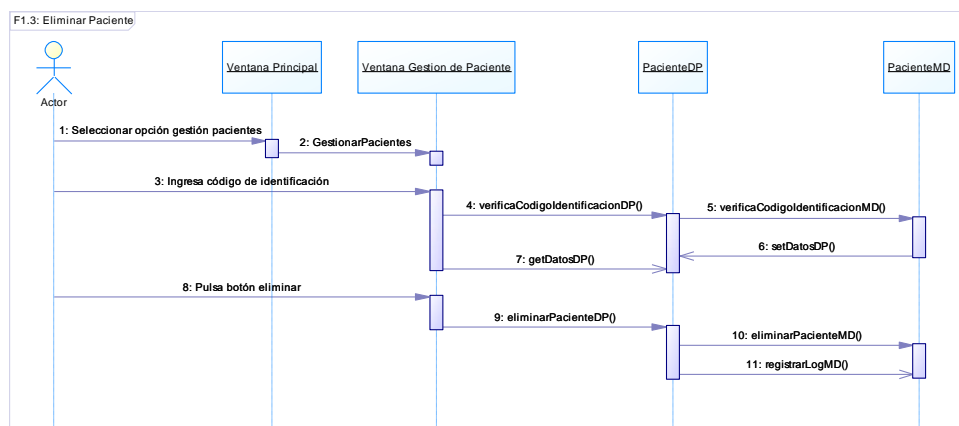 F1.3: Eliminar Paciente
Ventana Principal
Ventana Gestion de Paciente
PacienteDP
PacienteMD
Actor
1: Seleccionar opción gestión pacientes
2: GestionarPacientes
3: Ingresa código de identificación
4: verificaCodigoIdentificacionDP()
5: verificaCodigoIdentificacionMD()
6: setDatosDP()
7: getDatosDP()
8: Pulsa botón eliminar
9: eliminarPacienteDP()
10: eliminarPacienteMD()
11: registrarLogMD()